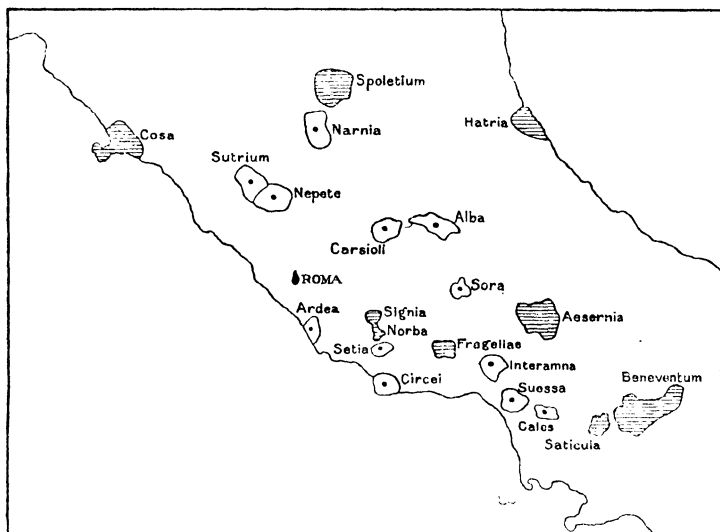 Spoletium
Hatria
Cosa
Narnia
Sutrium
Nepete
Alba
Carsioli
ROMA
Sora
Ardea
Signia
Aesernia
Norba
Setia
Fregellae
Interamna
Circei
Beneventum
Suessa
Cales
Saticula